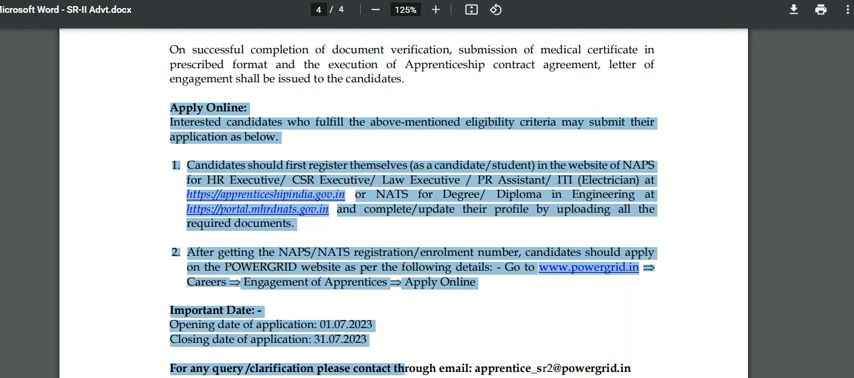 Microsoft Word - SR-II Advt.docx
4 / 4
125%
On successful completion of document verification, submission of medical certificate in
prescribed format and the execution of Apprenticeship contract agreement, letter of
engagement shall be issued to the candidates.
Apply Online:
Interested candidates who fulfill the above-mentioned eligibility criteria may submit their
application as below.
1. Candidates should first register themselves (as a candidate/student) in the website of NAPS
for HR Executive/ CSR Executive/ Law Executive / PR Assistant/ ITI (Electrician) at
https://apprenticeshipindia.gov.in or NATS for Degree/ Diploma in Engineering at
https://portal.mhrdnats.gov.in and complete/update their profile by uploading all the
required documents.
2. After getting the NAPS/NATS registration/enrolment number, candidates should apply
on the POWERGRID website as per the following details: - Go to www.powergrid.in ⇒
Careers ⇒ Engagement of Apprentices ⇒ Apply Online
Important Date: -
Opening date of application: 01.07.2023
Closing date of application: 31.07.2023
For any query/clarification please contact through email: apprentice_sr2@powergrid.in